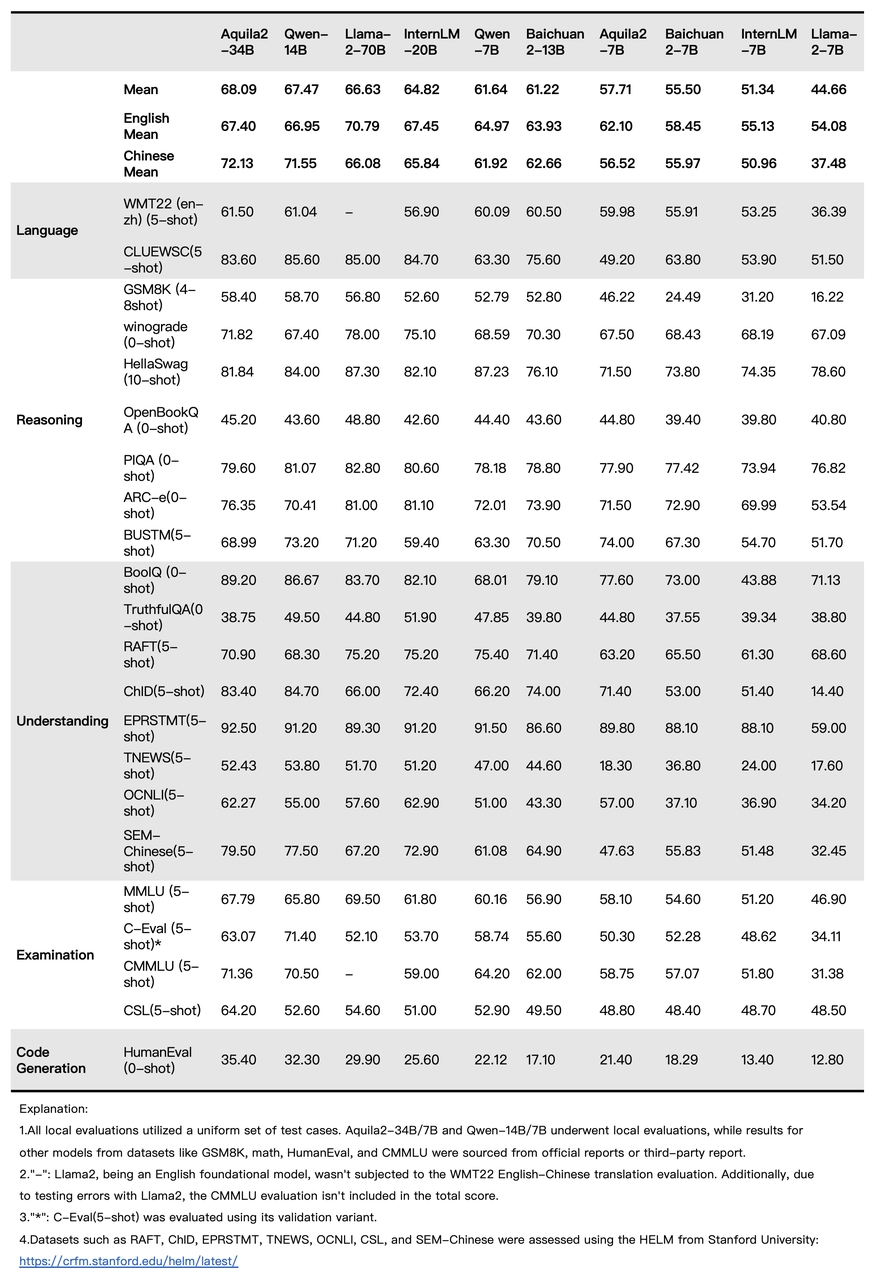 Aquila2 Qwen– Llama– InternLM Qwen Baichuan Aquila2 Baichuan InternLM Llama–
–34B 14B 2–70B –20B –7B 2–13B –7B 2–7B –7B 2–7B
Mean 68.09 67.47 66.63 64.82 61.64 61.22 57.71 55.50 51.34 44.66
English
Mean 67.40 66.95 70.79 67.45 64.97 63.93 62.10 58.45 55.13 54.08
Chinese
Mean 72.13 71.55 66.08 65.84 61.92 62.66 56.52 55.97 50.96 37.48
Language
WMT22 (en–
zh) (5–shot) 61.50 61.04 – 56.90 60.09 60.50 59.98 55.91 53.25 36.39
CLUEWSC(5
–shot) 83.60 85.60 85.00 84.70 63.30 75.60 49.20 63.80 53.90 51.50
Reasoning
GSM8K (4–
8shot) 58.40 58.70 56.80 52.60 52.79 52.80 46.22 24.49 31.20 16.22
winograde
(0–shot) 71.82 67.40 78.00 75.10 68.59 70.30 67.50 68.43 68.19 67.09
HellaSwag
(10–shot) 81.84 84.00 87.30 82.10 87.23 76.10 71.50 73.80 74.35 78.60
OpenBookQ
A (0–shot) 45.20 43.60 48.80 42.60 44.40 43.60 44.80 39.40 39.80 40.80
PIQA (0–
shot) 79.60 81.07 82.80 80.60 78.18 78.80 77.90 77.42 73.94 76.82
ARC–e(0–
shot) 76.35 70.41 81.00 81.10 72.01 73.90 71.50 72.90 69.99 53.54
BUSTM(5–
shot) 68.99 73.20 71.20 59.40 63.30 70.50 74.00 67.30 54.70 51.70
Understanding
BoolQ (0–
shot) 89.20 86.67 83.70 82.10 68.01 79.10 77.60 73.00 43.88 71.13
TruthfulQA(0
–shot) 38.75 49.50 44.80 51.90 47.85 39.80 44.80 37.55 39.34 38.80
RAFT(5–
shot) 70.90 68.30 75.20 75.20 75.40 71.40 63.20 65.50 61.30 68.60
ChID(5–shot) 83.40 84.70 66.00 72.40 66.20 74.00 71.40 53.00 51.40 14.40
EPRSTMT(5–
shot) 92.50 91.20 89.30 91.20 91.50 86.60 89.80 88.10 88.10 59.00
TNEWS(5–
shot) 52.43 53.80 51.70 51.20 47.00 44.60 18.30 36.80 24.00 17.60
OCNLI(5–
shot) 62.27 55.00 57.60 62.90 51.00 43.30 57.00 37.10 36.90 34.20
SEM–
Chinese(5–
shot) 79.50 77.50 67.20 72.90 61.08 64.90 47.63 55.83 51.48 32.45
Examination
MMLU (5–
shot) 67.79 65.80 69.50 61.80 60.16 56.90 58.10 54.60 51.20 46.90
C–Eval (5–
shot)* 63.07 71.40 52.10 53.70 58.74 55.60 50.30 52.28 48.62 34.11
CMMLU (5–
shot) 71.36 70.50 – 59.00 64.20 62.00 58.75 57.07 51.80 31.38
CSL(5–shot) 64.20 52.60 54.60 51.00 52.90 49.50 48.80 48.40 48.70 48.50
Code
Generation
HumanEval
(0–shot) 35.40 32.30 29.90 25.60 22.12 17.10 21.40 18.29 13.40 12.80
Explanation:
1.All local evaluations utilized a uniform set of test cases. Aquila2–34B/7B and Qwen–14B/7B underwent local evaluations, while results for
other models from datasets like GSM8K, math, HumanEval, and CMMLU were sourced from official reports or third–party report.
2."–": Llama2, being an English foundational model, wasn't subjected to the WMT22 English–Chinese translation evaluation. Additionally, due
to testing errors with Llama2, the CMMLU evaluation isn't included in the total score.
3."*": C–Eval(5–shot) was evaluated using its validation variant.
4.Datasets such as RAFT, ChID, EPRSTMT, TNEWS, OCNLI, CSL, and SEM–Chinese were assessed using the HELM from Stanford University:
https://crfm.stanford.edu/helm/latest/